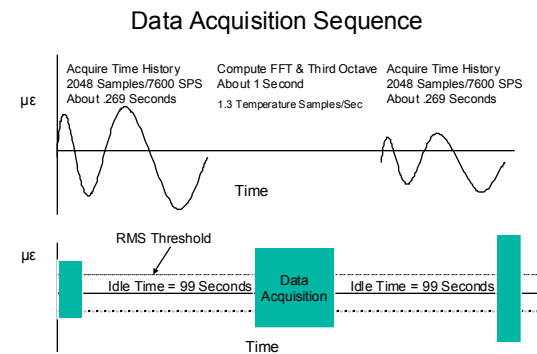 Data Acquisition Sequence
Acquire Time History
2048 Samples/7600 SPS
About .269 Seconds
Compute FFT & Third Octave
About 1 Second
1.3 Temperature Samples/Sec
Acquire Time History
2048 Samples/7600 SPS
About .269 Seconds
με
Time
με
RMS Threshold
Idle Time = 99 Seconds
Data
Acquisition
Idle Time = 99 Seconds
Time